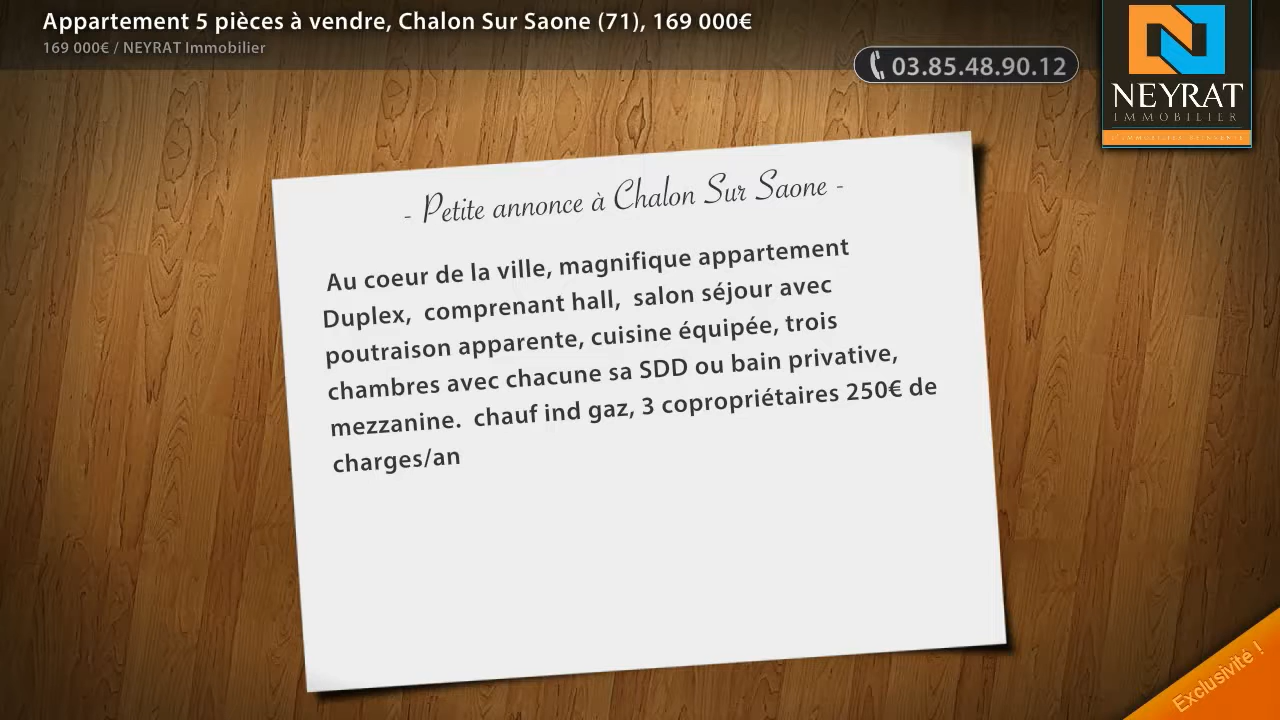 Appartement 5 pièces à vendre, Chalon Sur Saone (71), 169 000€
169 000€ / NEYRAT Immobilier
03.85.48.90.12
NEYRAT
IMMOBILIER
- Petite annonce à Chalon Sur Saone -
Au coeur de la ville, magnifique appartement
Duplex,  comprenant hall,  salon séjour avec
poutraison apparente, cuisine équipée, trois
chambres avec chacune sa SDD ou bain privative,
mezzanine.  chauf ind gaz, 3 copropriétaires 250€ de
charges/an
Exclusivité !